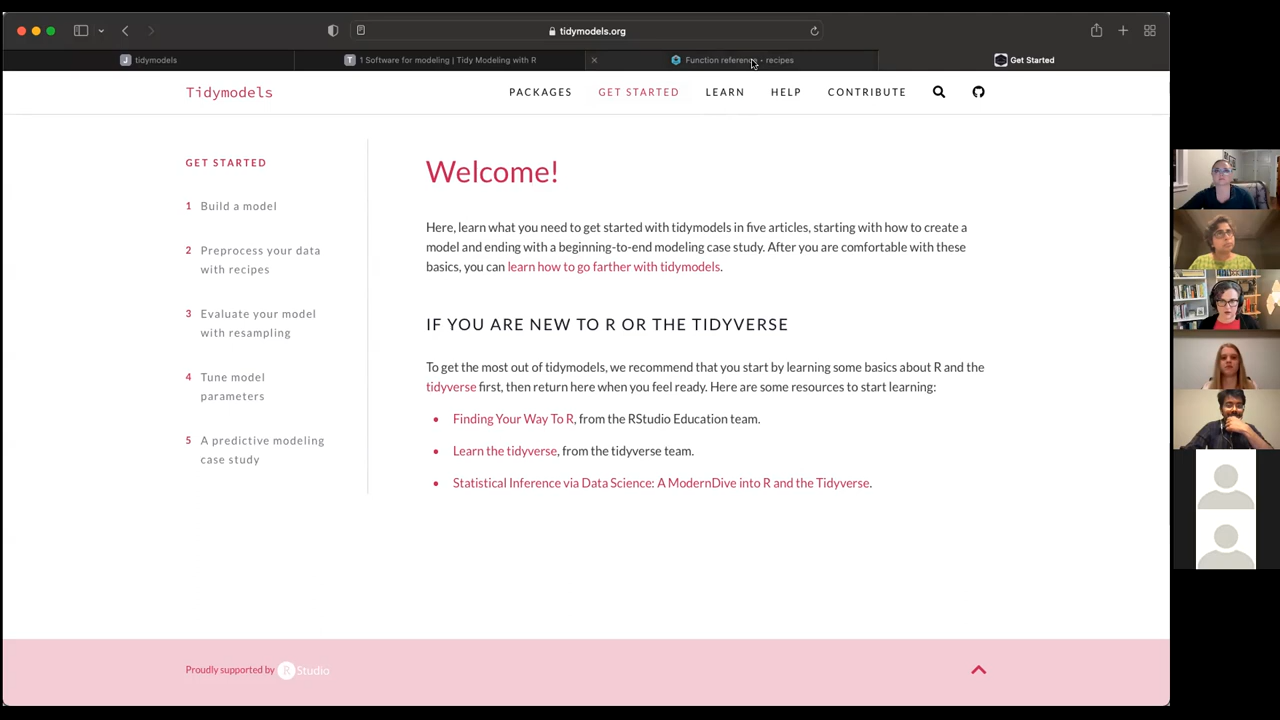 tidymodels.org
tidymodels
1 Software for modeling | Tidy Modeling with R
Function reference • recipes
Get Started
Tidymodels
PACKAGES
GET STARTED
LEARN
HELP
CONTRIBUTE
GET STARTED
1 Build a model
2 Preprocess your data
with recipes
3 Evaluate your model
with resampling
4 Tune model
parameters
5 A predictive modeling
case study
Welcome!
Here, learn what you need to get started with tidymodels in five articles, starting with how to create a
model and ending with a beginning-to-end modeling case study. After you are comfortable with these
basics, you can learn how to go farther with tidymodels.
IF YOU ARE NEW TO R OR THE TIDYVERSE
To get the most out of tidymodels, we recommend that you start by learning some basics about R and the
tidyverse first, then return here when you feel ready. Here are some resources to start learning:
• Finding Your Way To R, from the RStudio Education team.
• Learn the tidyverse, from the tidyverse team.
• Statistical Inference via Data Science: A ModernDive into R and the Tidyverse.
Proudly supported by R Studio